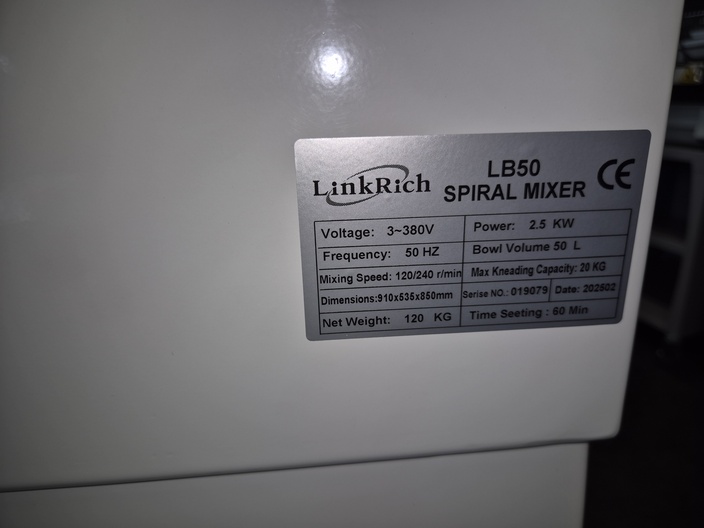 LinkRich
LB50
SPIRAL MIXER
CE
Voltage: 3~380V
Power: 2.5 KW
Frequency: 50 HZ
Bowl Volume 50 L
Mixing Speed: 120/240 r/min
Max Kneading Capacity: 20 KG
Dimensions:910x535x850mm
Serise NO.: 019079
Date: 202502
Net Weight: 120 KG
Time Seeting : 60 Min